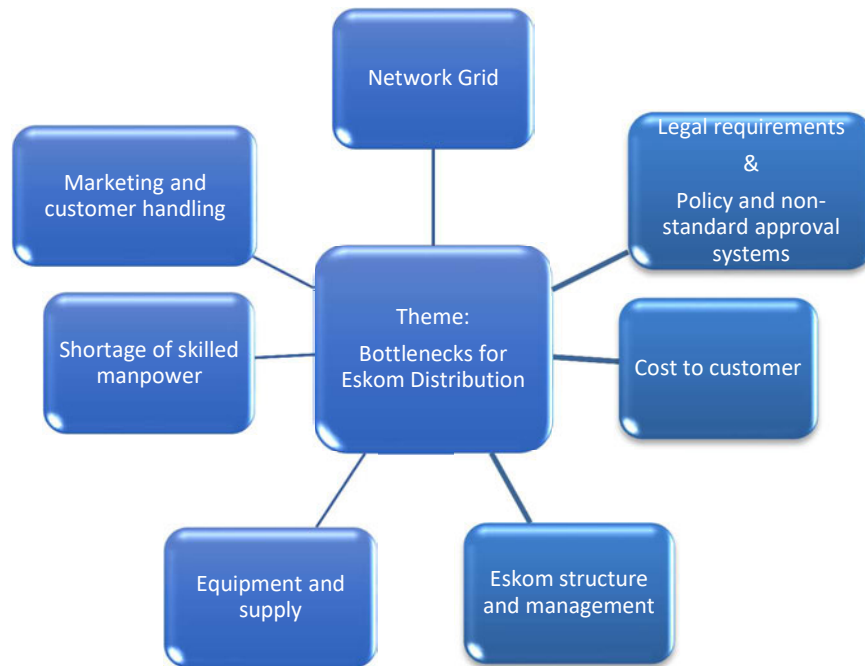 Network Grid
Legal requirements
&
Policy and non-
standard approval
systems
Marketing and
customer handling
Theme:
Bottlenecks for
Eskom Distribution
Shortage of skilled
manpower
Cost to customer
Equipment and
supply
Eskom structure
and management